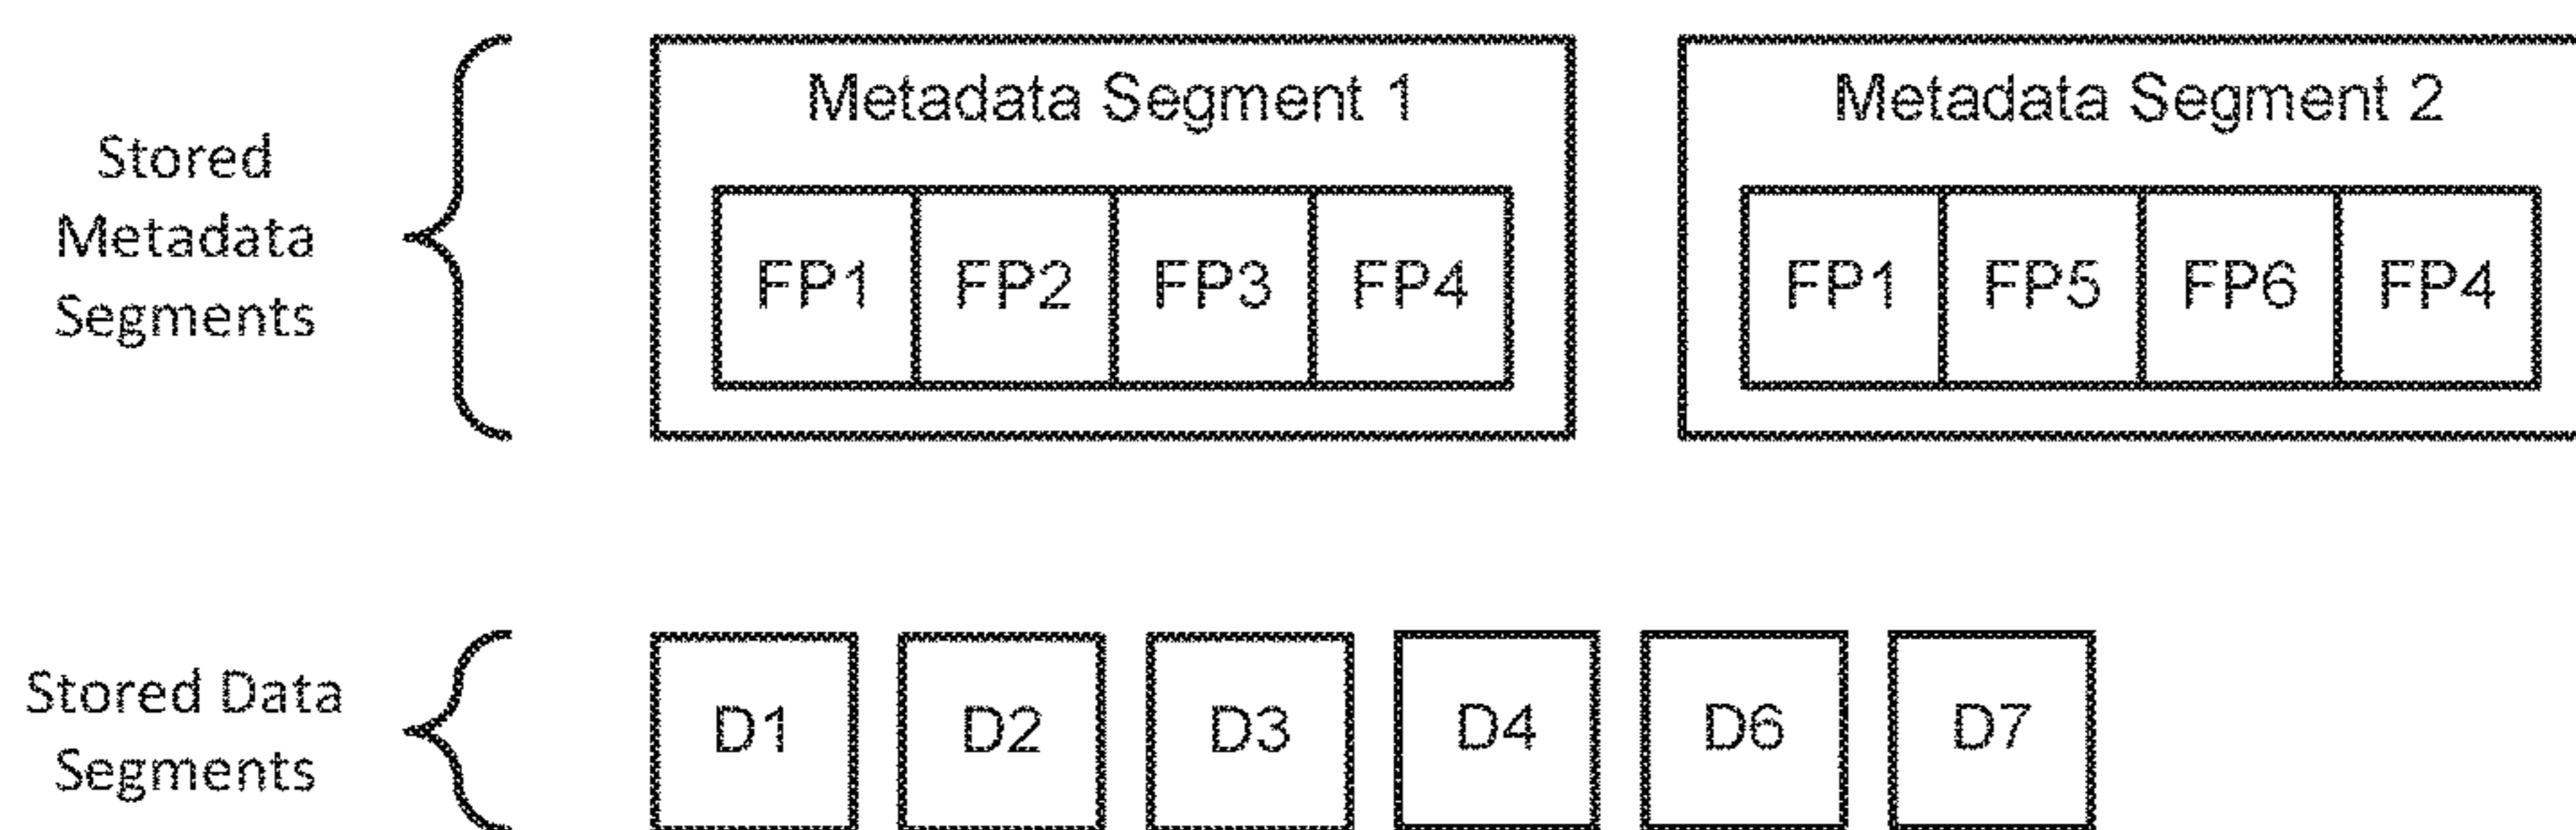 Stored
Metadata
Segments
Metadata Segment 1
FP1 FP2 FP3 FP4
Metadata Segment 2
FP1 FP5 FP6 FP4
Stored Data
Segments
D1 D2 D3 D4 D6 D7